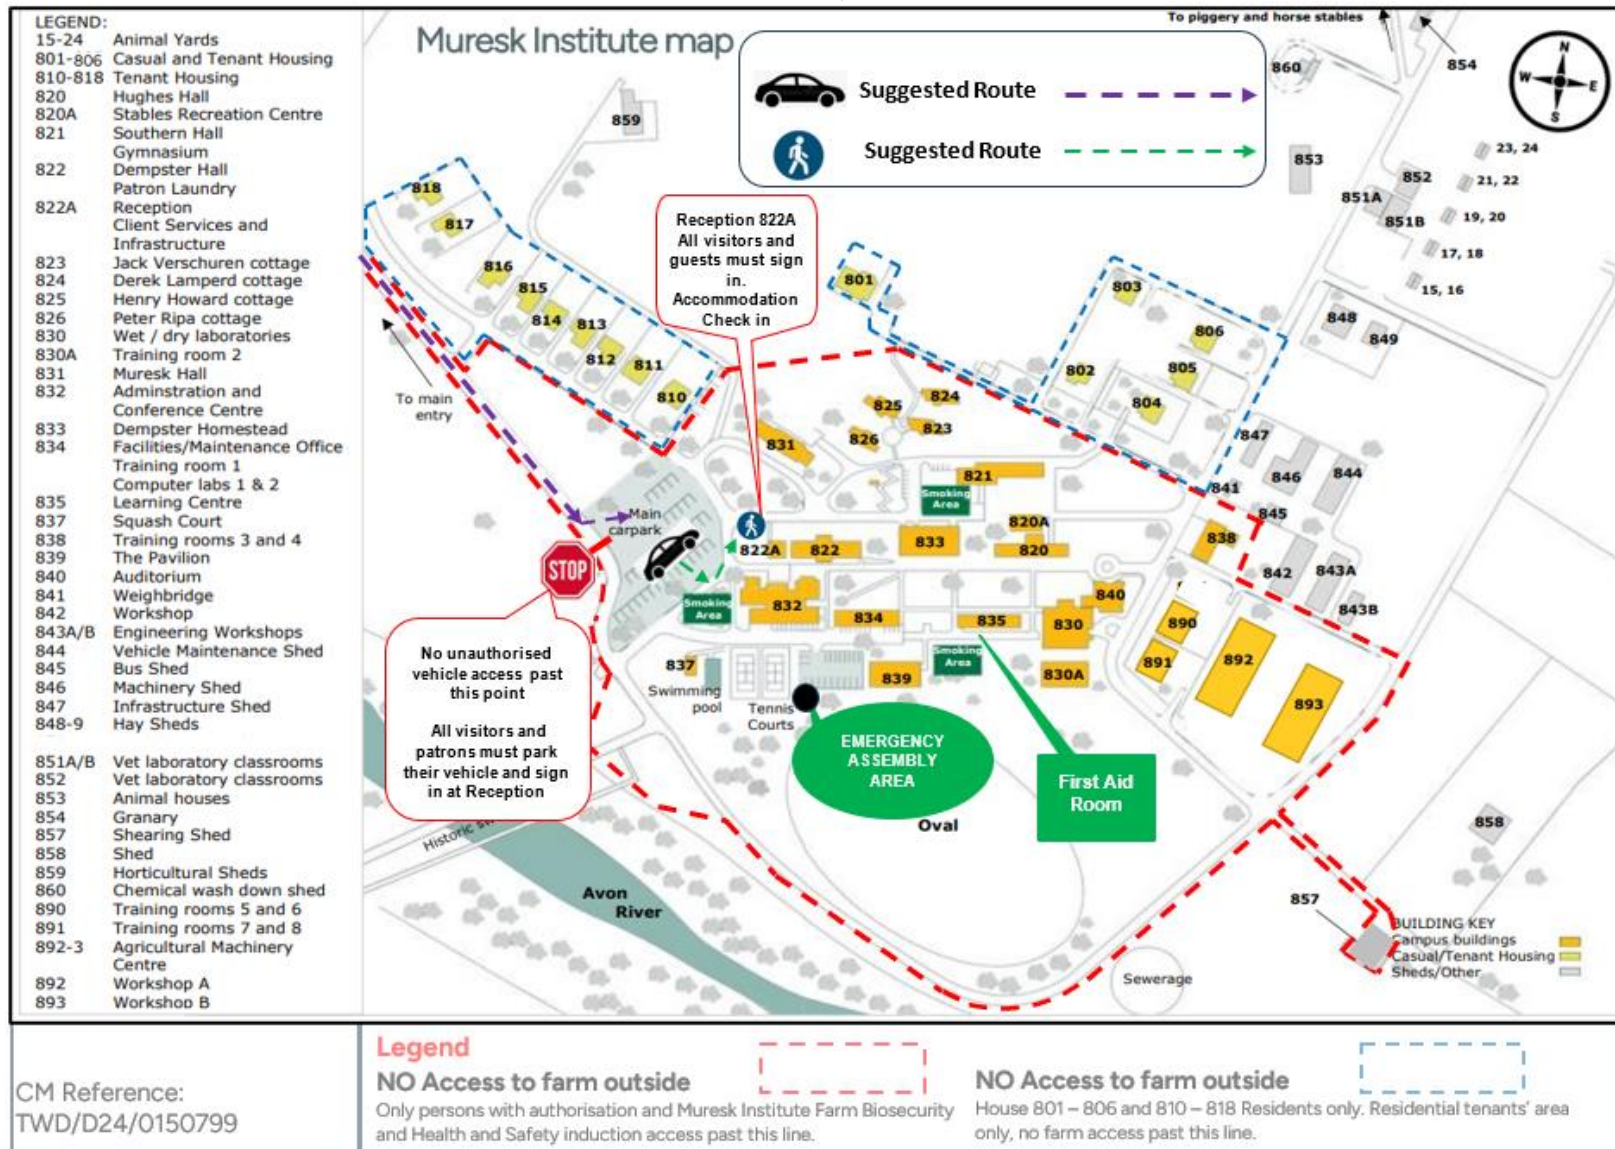 LEGEND:
15-24 Animal Yards
801-806 Casual and Tenant Housing
810-818 Tenant Housing
820 Hughes Hall
820A Stables Recreation Centre
821 Southern Hall
Gymnasium
822 Dempster Hall
Patron Laundry
822A Reception
Client Services and
Infrastructure
823 Jack Verschuren cottage
824 Derek Lamperd cottage
825 Henry Howard cottage
826 Peter Ripa cottage
830 Wet / dry laboratories
830A Training room 2
831 Muresk Hall
832 Adminstration and
Conference Centre
833 Dempster Homestead
834 Facilities/Maintenance Office
Training room 1
Computer labs 1 & 2
835 Learning Centre
837 Squash Court
838 Training rooms 3 and 4
839 The Pavilion
840 Auditorium
841 Weighbridge
842 Workshop
843A/B Engineering Workshops
844 Vehicle Maintenance Shed
845 Bus Shed
846 Machinery Shed
847 Infrastructure Shed
848-9 Hay Sheds
851A/B Vet laboratory classrooms
852 Vet laboratory classrooms
853 Animal houses
854 Granary
857 Shearing Shed
858 Shed
859 Horticultural Sheds
860 Chemical wash down shed
890 Training rooms 5 and 6
891 Training rooms 7 and 8
892-3 Agricultural Machinery
Centre
892 Workshop A
893 Workshop B
Muresk Institute map
Suggested Route
Suggested Route
To piggery and horse stables
N
W
E
S
860
854
859
853
23, 24
852
21, 22
851A
851B
19, 20
17, 18
15, 16
848
849
818
817
816
815
814
813
812
811
810
Reception 822A
All visitors and
guests must sign
in.
Accommodation
Check in
801
803
806
802
805
804
To main
entry
824
825
823
826
831
821
Smoking
Area
847
846
844
841
845
Main
carpark
820A
822A
822
833
820
838
842
843A
843B
STOP
Smoking
Area
832
834
835
840
830
890
891
892
893
No unauthorised
vehicle access past
this point
All visitors and
patrons must park
their vehicle and sign
in at Reception
837
Swimming
pool
Tennis
Courts
839
Smoking
Area
830A
EMERGENCY
ASSEMBLY
AREA
First Aid
Room
Oval
858
857
Historic
Avon
River
Sewerage
BUILDING KEY
Campus buildings
Casual/Tenant Housing
Sheds/Other
CM Reference:
TWD/D24/0150799
Legend
NO Access to farm outside
Only persons with authorisation and Muresk Institute Farm Biosecurity
and Health and Safety induction access past this line.
NO Access to farm outside
House 801 – 806 and 810 – 818 Residents only. Residential tenants' area
only, no farm access past this line.